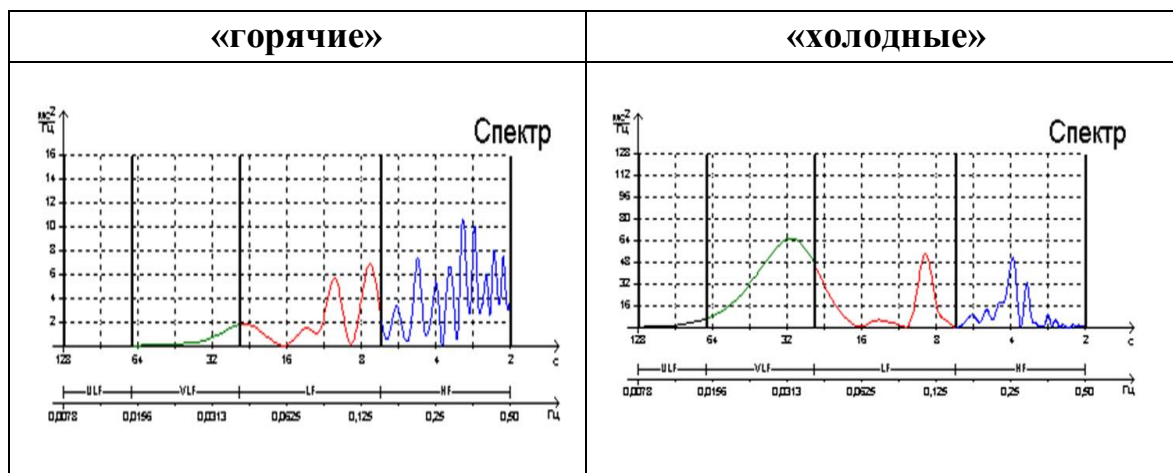 «горячие» «холодные»
мс²
Гц
Спектр
16
14
12
10
8
6
4
2
128 64 32 16 8 4 2 с
ULF VLF LF HF
0,0078 0,0156 0,0313 0,0625 0,125 0,25 0,50 Гц
мс²
Гц
Спектр
128
112
96
80
64
48
32
16
128 64 32 16 8 4 2 с
ULF VLF LF HF
0,0078 0,0156 0,0313 0,0625 0,125 0,25 0,50 Гц